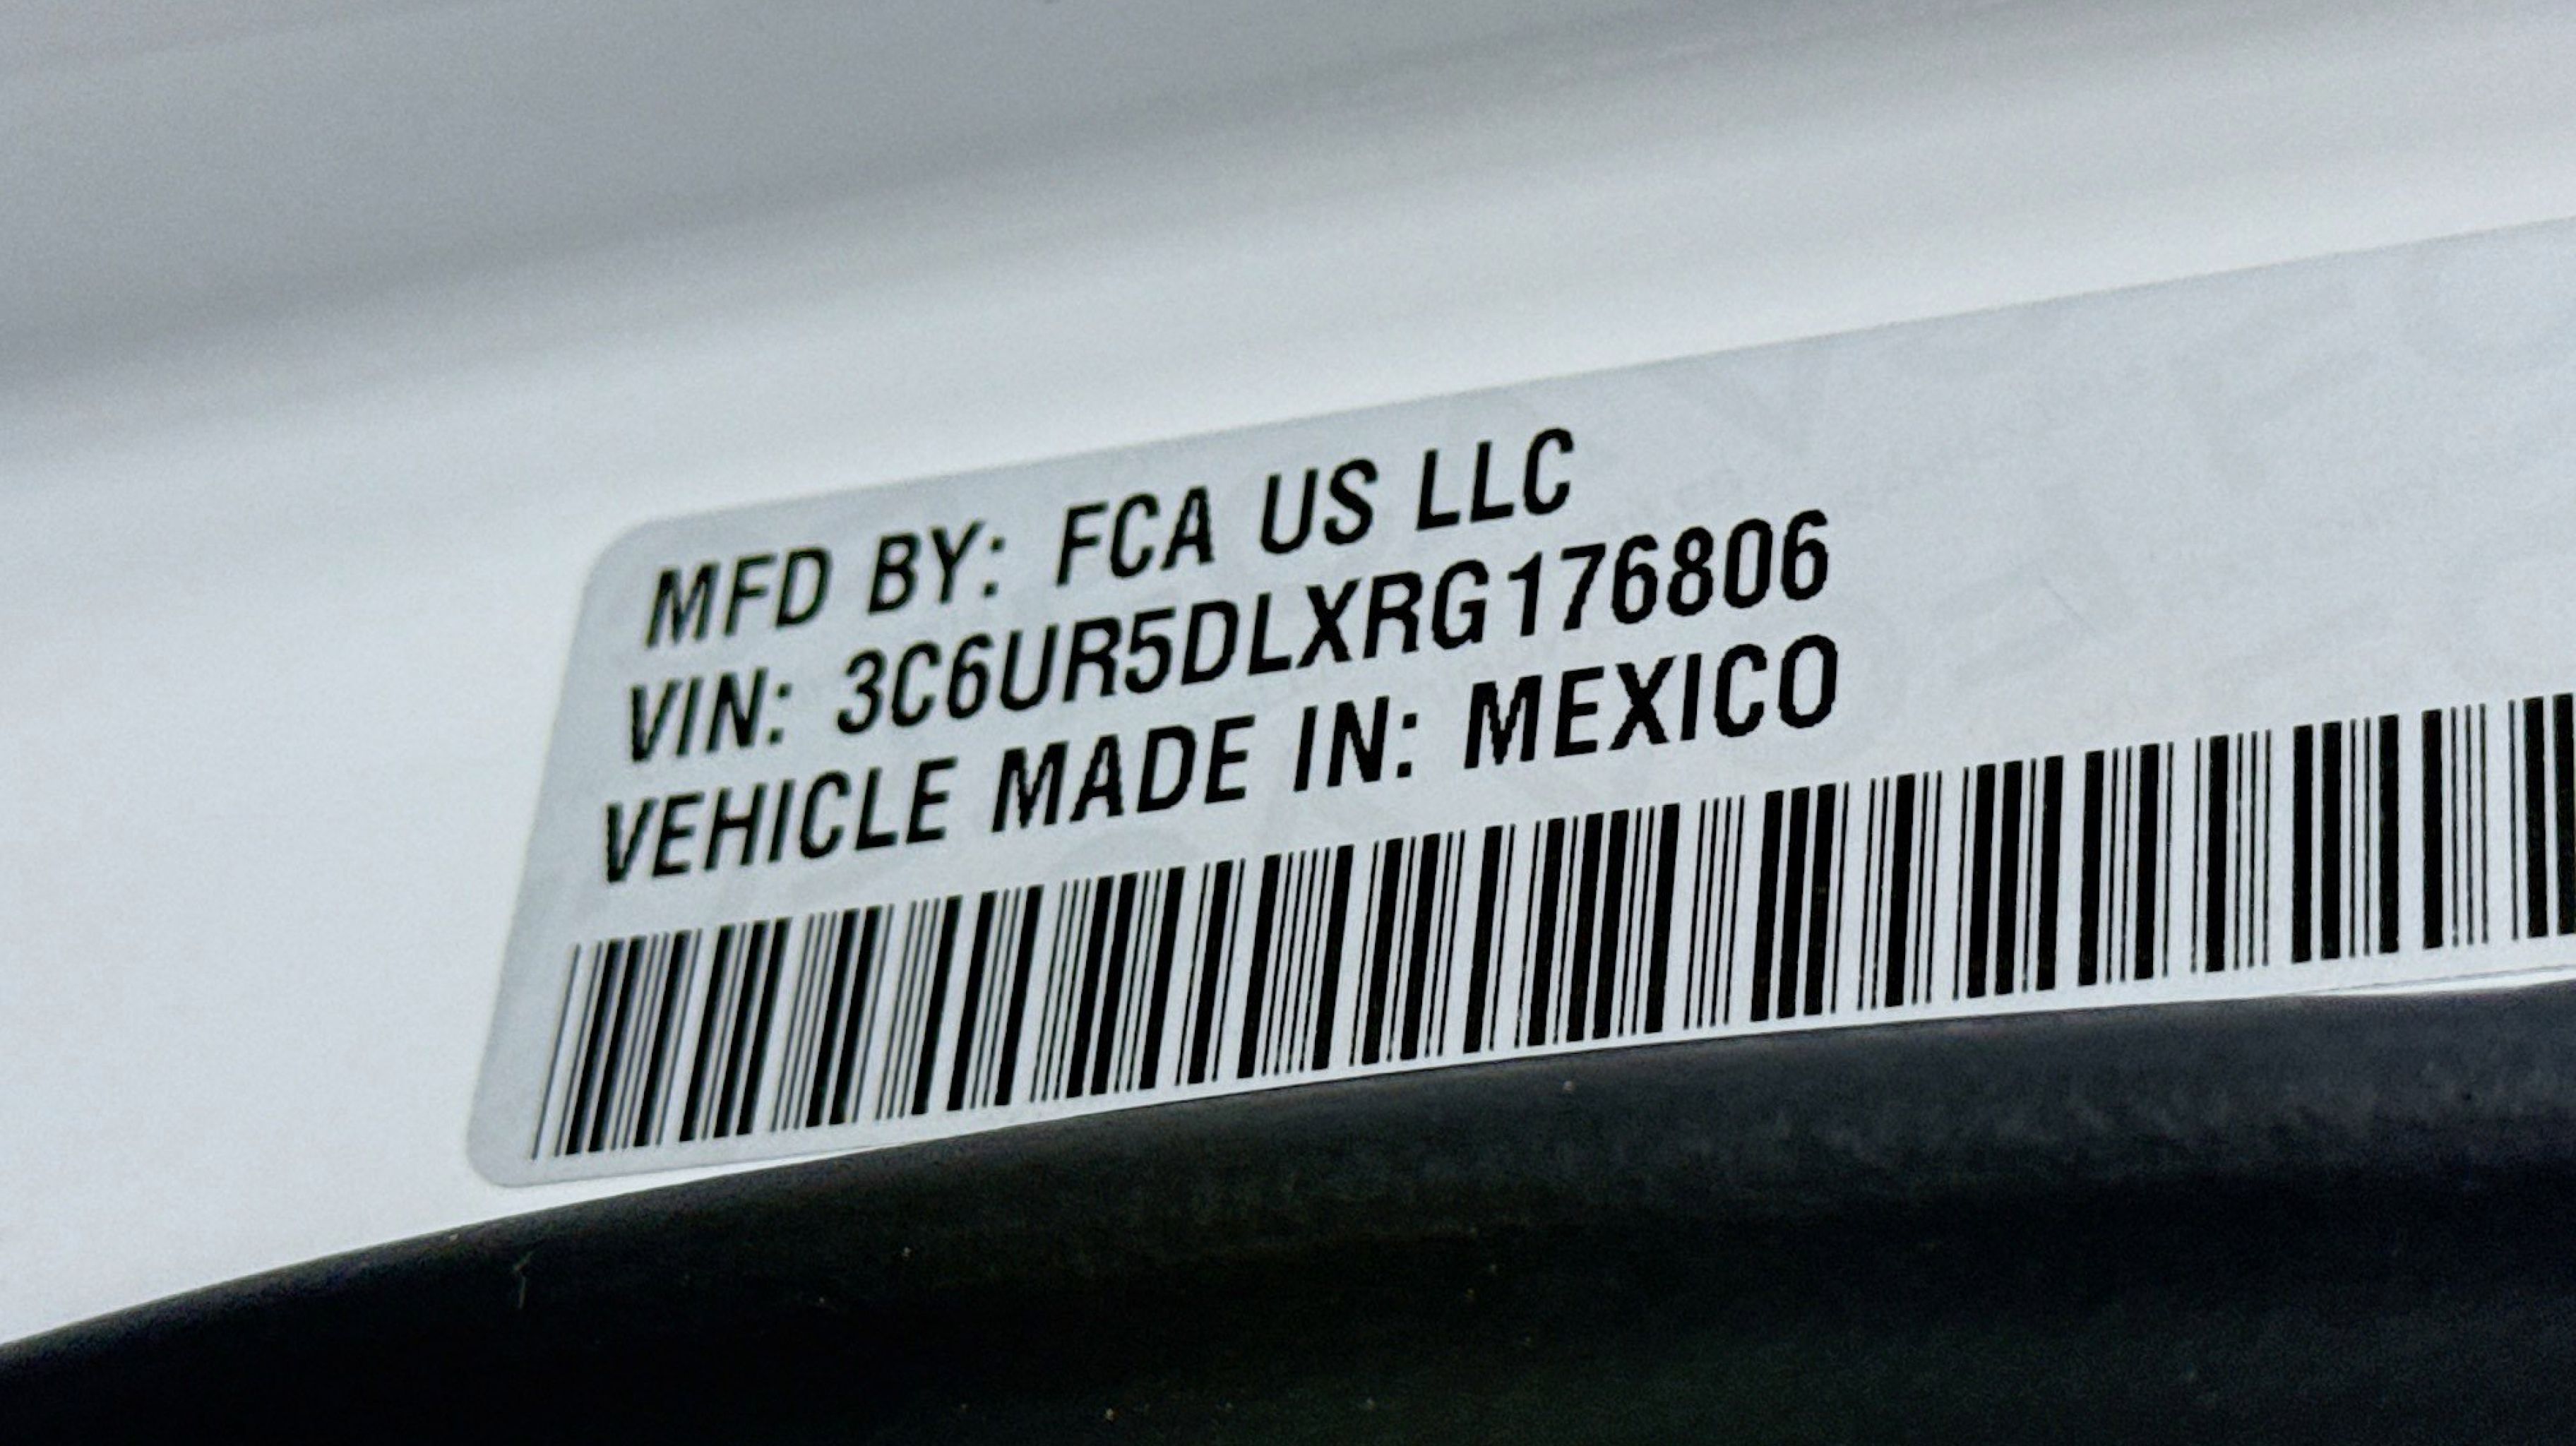 MFD BY: FCA US LLC
VIN: 3C6UR5DLXRG176806
VEHICLE MADE IN: MEXICO